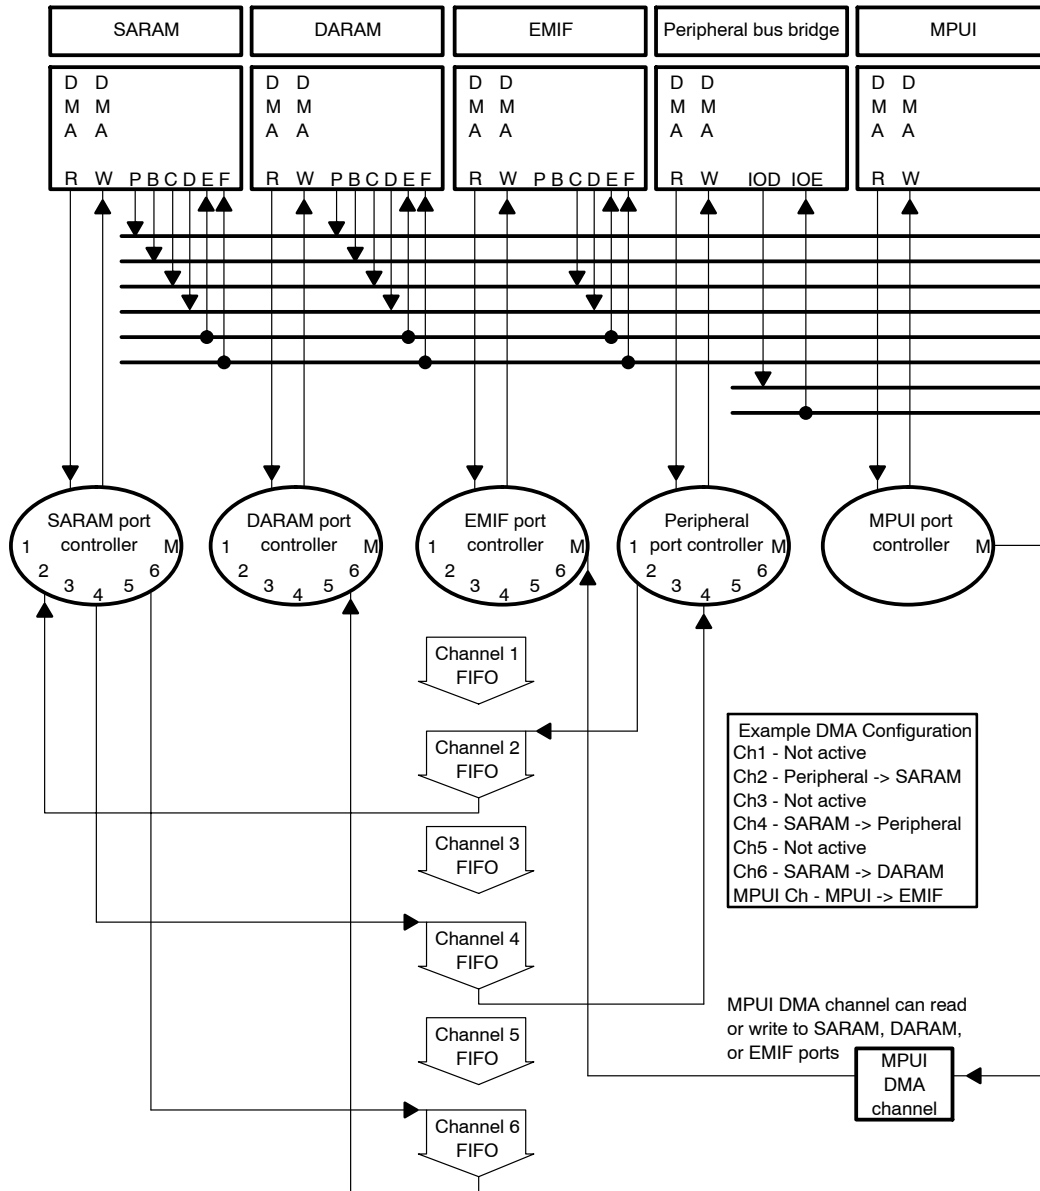 SARAM
DARAM
EMIF
Peripheral bus bridge
MPUI
D D
M M
A A
R W P B C D E F
D D
M M
A A
R W P B C D E F
D D
M M
A A
R W P B C D E F
D D
M M
A A
R W IOD IOE
D D
M M
A A
R W
SARAM port
controller
1 2 3 4 5 6 M
DARAM port
controller
1 2 3 4 5 6 M
EMIF port
controller
1 2 3 4 5 6 M
Peripheral
port controller
1 2 3 4 5 6 M
MPUI port
controller
M
Channel 1
FIFO
Channel 2
FIFO
Channel 3
FIFO
Channel 4
FIFO
Channel 5
FIFO
Channel 6
FIFO
Example DMA Configuration
Ch1 - Not active
Ch2 - Peripheral -> SARAM
Ch3 - Not active
Ch4 - SARAM -> Peripheral
Ch5 - Not active
Ch6 - SARAM -> DARAM
MPUI Ch - MPUI -> EMIF
MPUI DMA channel can read
or write to SARAM, DARAM,
or EMIF ports
MPUI
DMA
channel